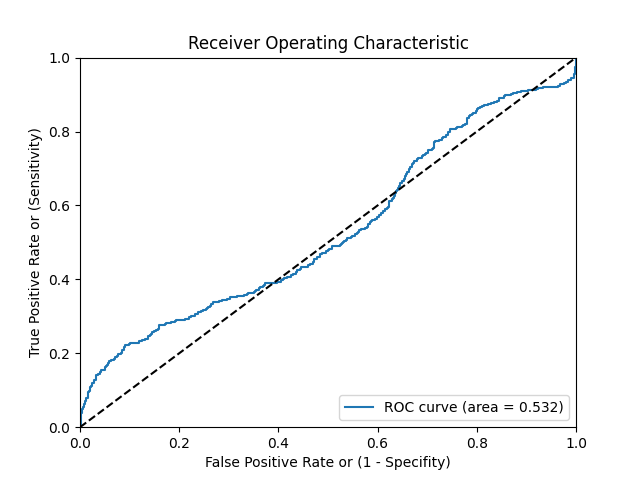 Receiver Operating Characteristic
True Positive Rate or (Sensitivity)
1.0
0.8
0.6
0.4
0.2
0.0
ROC curve (area = 0.532)
0.0 0.2 0.4 0.6 0.8 1.0
False Positive Rate or (1 - Specifity)